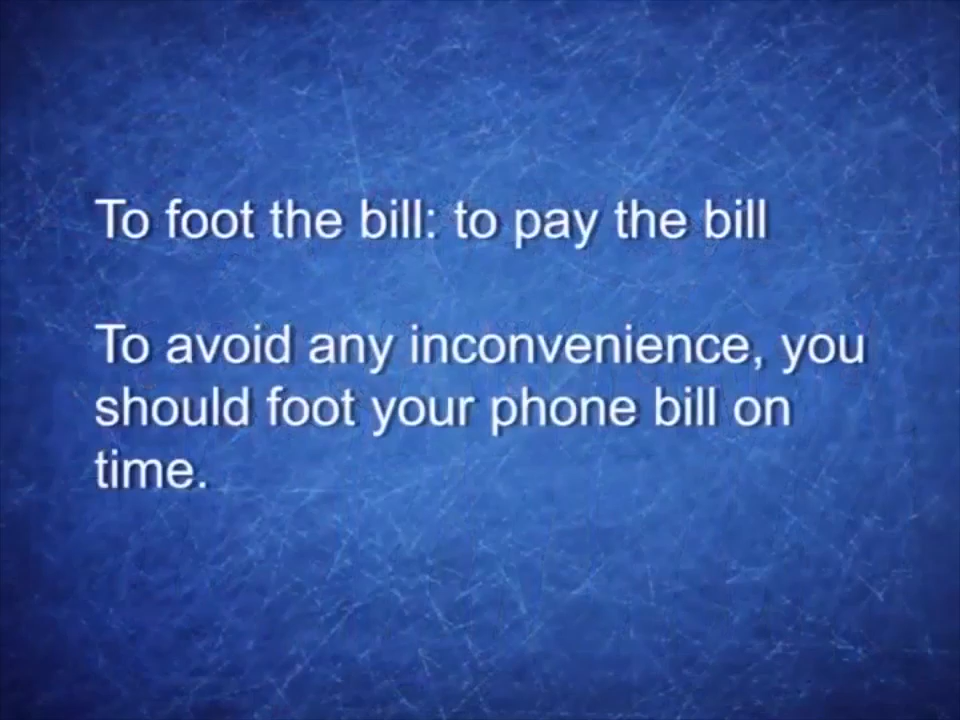 To foot the bill: to pay the bill
To avoid any inconvenience, you
should foot your phone bill on
time.